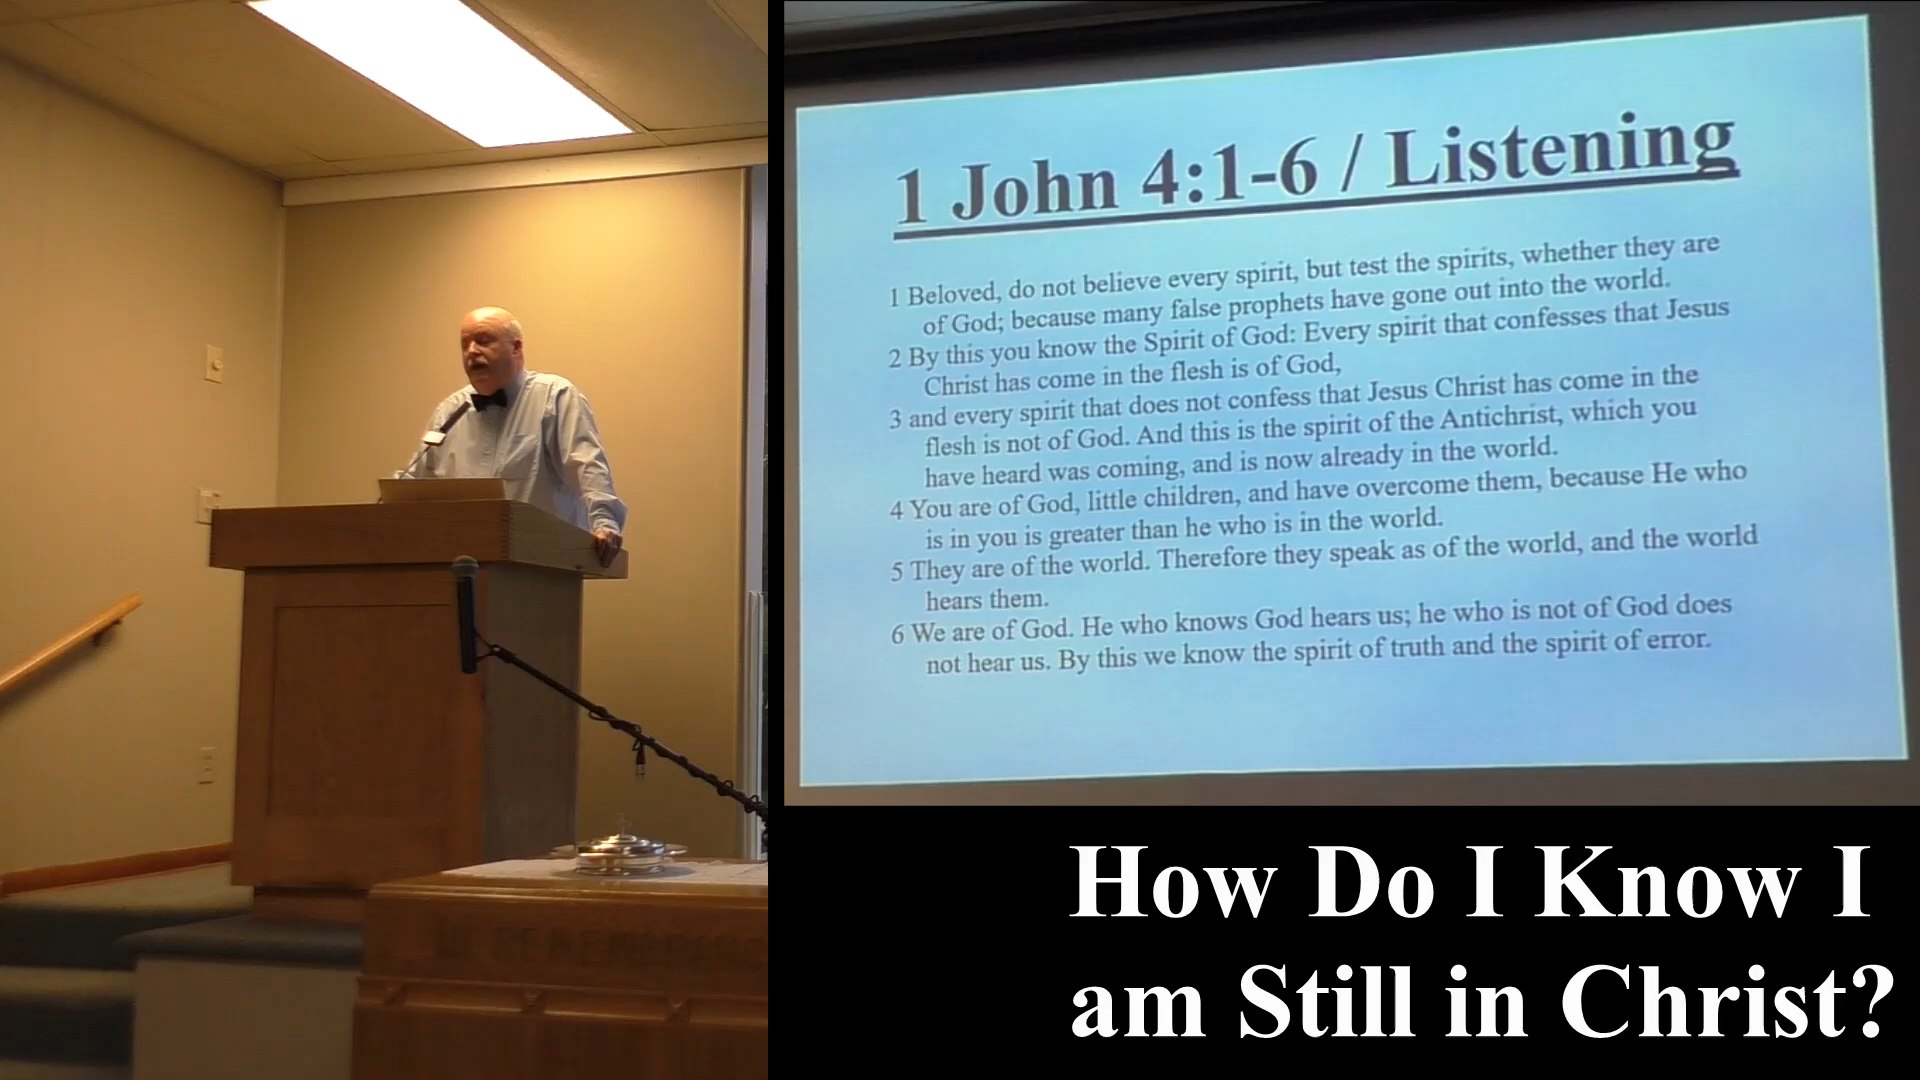 1 John 4:1-6 / Listening
1 Beloved, do not believe every spirit, but test the spirits, whether they are
of God; because many false prophets have gone out into the world.
2 By this you know the Spirit of God: Every spirit that confesses that Jesus
Christ has come in the flesh is of God,
3 and every spirit that does not confess that Jesus Christ has come in the
flesh is not of God. And this is the spirit of the Antichrist, which you
have heard was coming, and is now already in the world.
4 You are of God, little children, and have overcome them, because He who
is in you is greater than he who is in the world.
5 They are of the world. Therefore they speak as of the world, and the world
hears them.
6 We are of God. He who knows God hears us; he who is not of God does
not hear us. By this we know the spirit of truth and the spirit of error.
How Do I Know I
am Still in Christ?